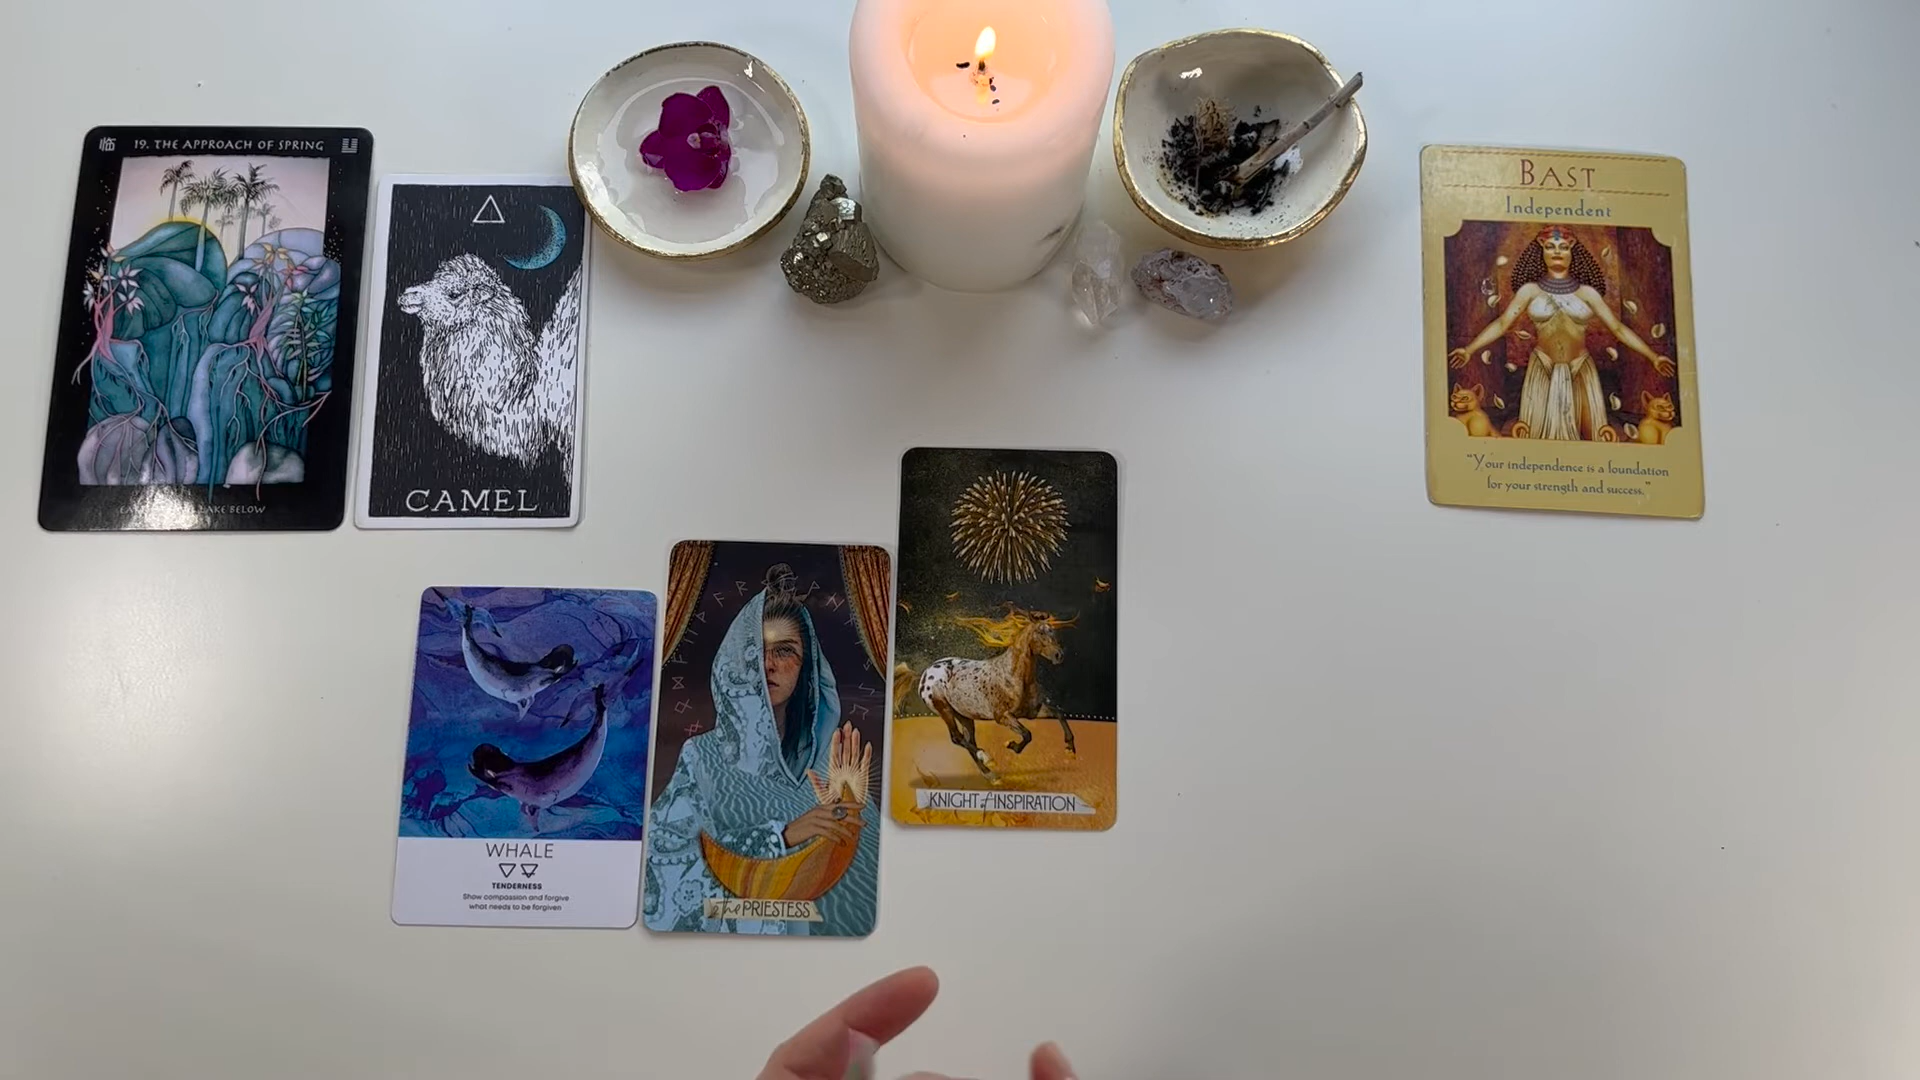 臨 19. THE APPROACH OF SPRING
CAMEL
BAST
Independent
"Your independence is a foundation
for your strength and success."
WHALE
TENDERNESS
Show compassion and forgive
what needs to be forgiven
the PRIESTESS
KNIGHT of INSPIRATION
LAKE BELOW